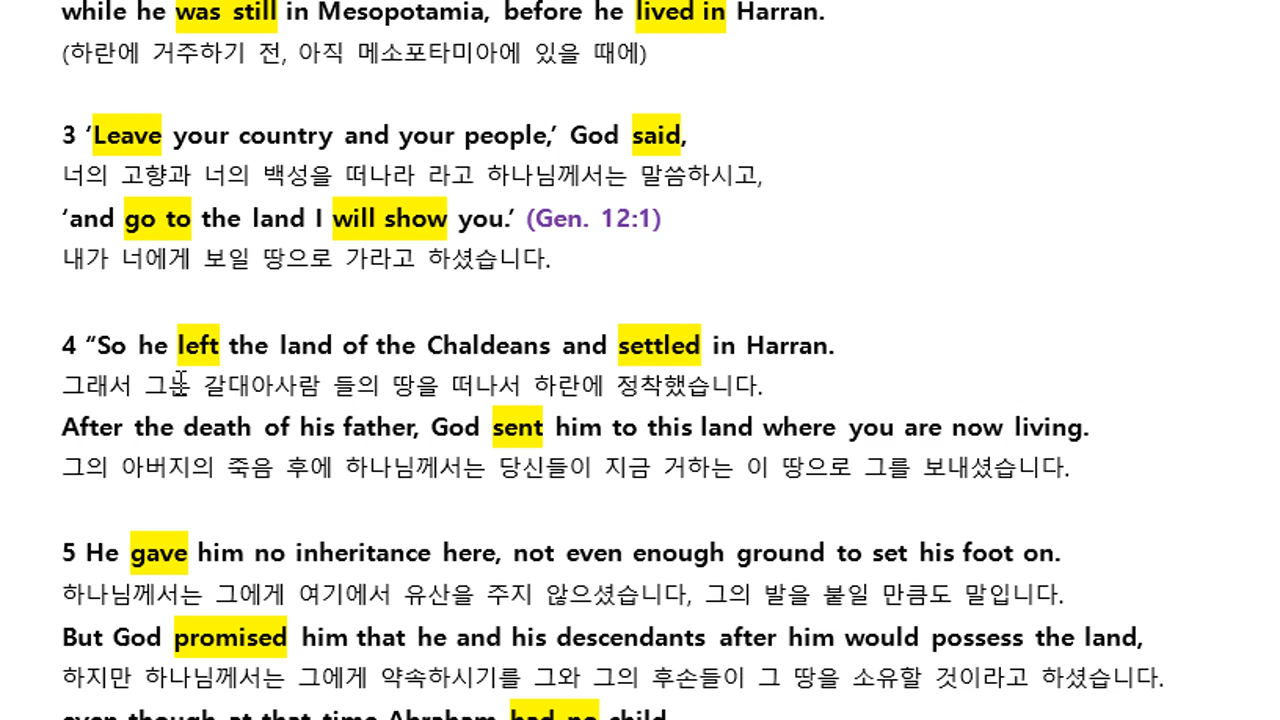 while he was still in Mesopotamia, before he lived in Harran.
(하란에 거주하기 전, 아직 메소포타미아에 있을 때에)
3 ‘Leave your country and your people,’ God said,
너의 고향과 너의 백성을 떠나라 라고 하나님께서는 말씀하시고,
‘and go to the land I will show you.’ (Gen. 12:1)
내가 너에게 보일 땅으로 가라고 하셨습니다.
4 “So he left the land of the Chaldeans and settled in Harran.
그래서 그는 갈대아사람 들의 땅을 떠나서 하란에 정착했습니다.
After the death of his father, God sent him to this land where you are now living.
그의 아버지의 죽음 후에 하나님께서는 당신들이 지금 거하는 이 땅으로 그를 보내셨습니다.
5 He gave him no inheritance here, not even enough ground to set his foot on.
하나님께서는 그에게 여기에서 유산을 주지 않으셨습니다, 그의 발을 붙일 만큼도 말입니다.
But God promised him that he and his descendants after him would possess the land,
하지만 하나님께서는 그에게 약속하시기를 그와 그의 후손들이 그 땅을 소유할 것이라고 하셨습니다.
even though at that time Abraham had no child.